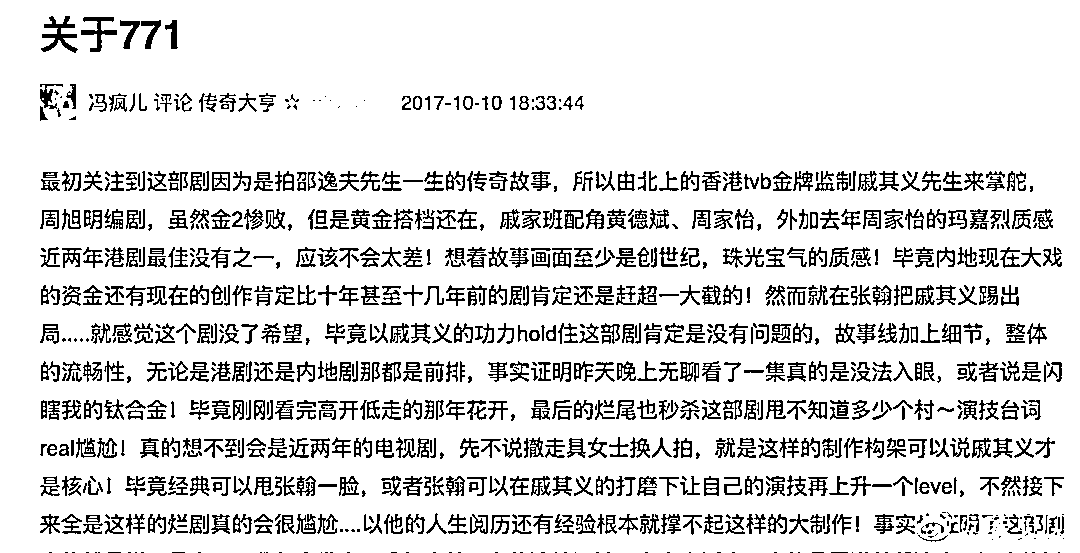 关于771
冯疯儿 评论 传奇大亨 ☆ 2017-10-10 18:33:44
最初关注到这部剧因为是拍邵逸夫先生一生的传奇故事，所以由北上的香港tvb金牌监制戚其义先生来掌舵，
周旭明编剧，虽然金2惨败，但是黄金搭档还在，戚家班配角黄德斌、周家怡，外加去年周家怡的玛嘉烈质感
近两年港剧最佳没有之一，应该不会太差！想着故事画面至少是创世纪，珠光宝气的质感！毕竟内地现在大戏
的资金还有现在的创作肯定比十年甚至十几年前的剧肯定还是赶超一大截的！然而就在张翰把戚其义踢出
局.....就感觉这个剧没了希望，毕竟以戚其义的功力hold住这部剧肯定是没有问题的，故事线加上细节，整体
的流畅性，无论是港剧还是内地剧那都是前排，事实证明昨天晚上无聊看了一集真的是没法入眼，或者说是闪
瞎我的钛合金！毕竟刚刚看完高开低走的那年花开，最后的烂尾也秒杀这部剧甩不知道多少个村～演技台词
real尴尬！真的想不到会是近两年的电视剧，先不说撤走具女士换人拍，就是这样的制作构架可以说戚其义才
是核心！毕竟经典可以甩张翰一脸，或者张翰可以在戚其义的打磨下让自己的演技再上升一个level，不然接下
来全是这样的烂剧真的会很尴尬....以他的人生阅历还有经验根本就撑不起这样的大制作！事实